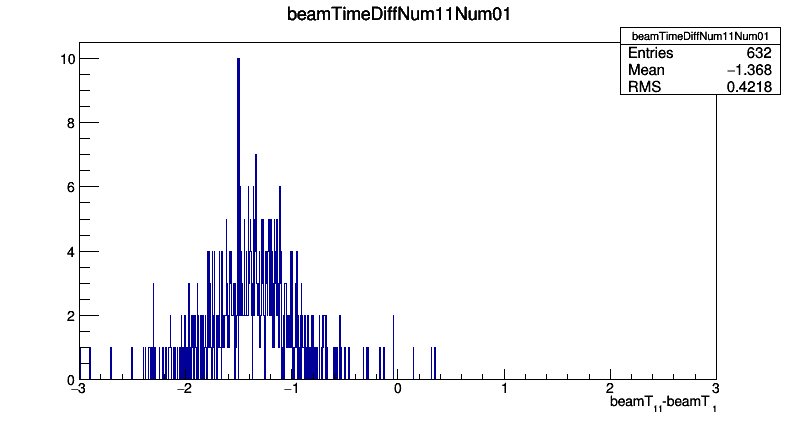 beamTimeDiffNum11Num01
beamTimeDiffNum11Num01
Entries 632
Mean −1.368
RMS 0.4218
10
8
6
4
2
0
−3 −2 −1 0 1 2 3
beamT11-beamT1